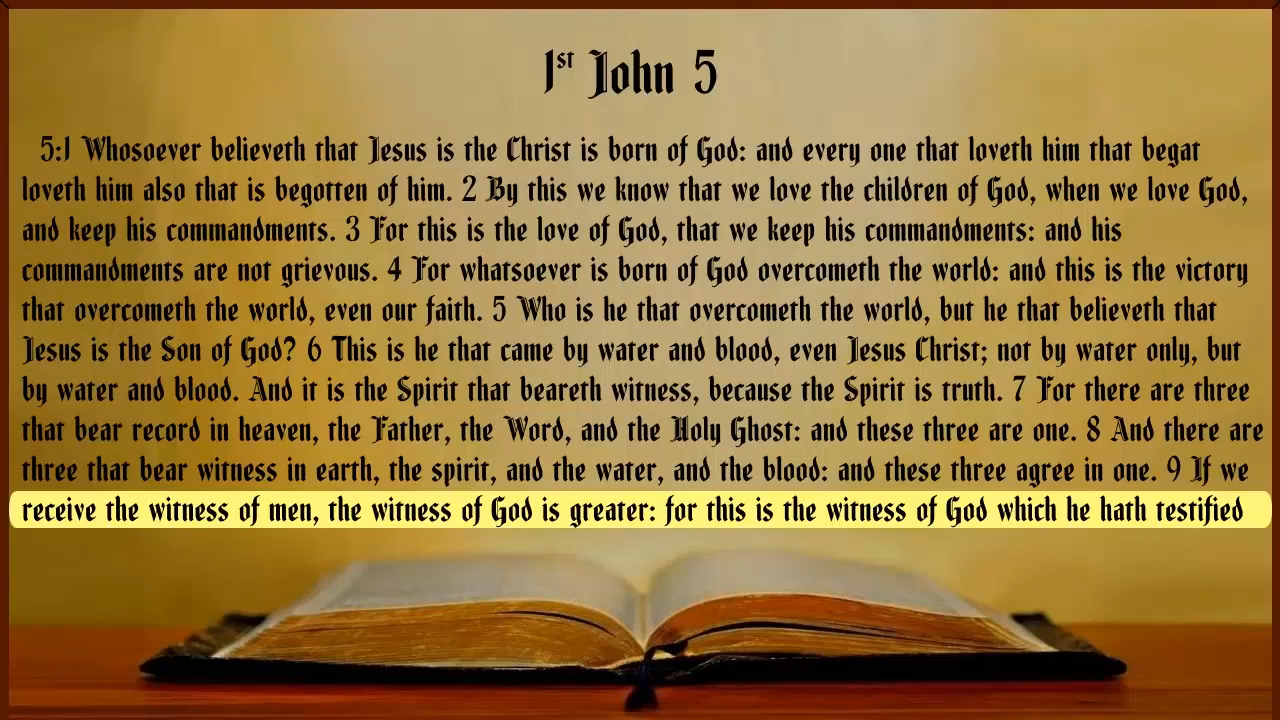 1st John 5
5:1 Whosoever believeth that Jesus is the Christ is born of God: and every one that loveth him that begat
loveth him also that is begotten of him. 2 By this we know that we love the children of God, when we love God,
and keep his commandments. 3 For this is the love of God, that we keep his commandments: and his
commandments are not grievous. 4 For whatsoever is born of God overcometh the world: and this is the victory
that overcometh the world, even our faith. 5 Who is he that overcometh the world, but he that believeth that
Jesus is the Son of God? 6 This is he that came by water and blood, even Jesus Christ; not by water only, but
by water and blood. And it is the Spirit that beareth witness, because the Spirit is truth. 7 For there are three
that bear record in heaven, the Father, the Word, and the Holy Ghost: and these three are one. 8 And there are
three that bear witness in earth, the spirit, and the water, and the blood: and these three agree in one. 9 If we
receive the witness of men, the witness of God is greater: for this is the witness of God which he hath testified